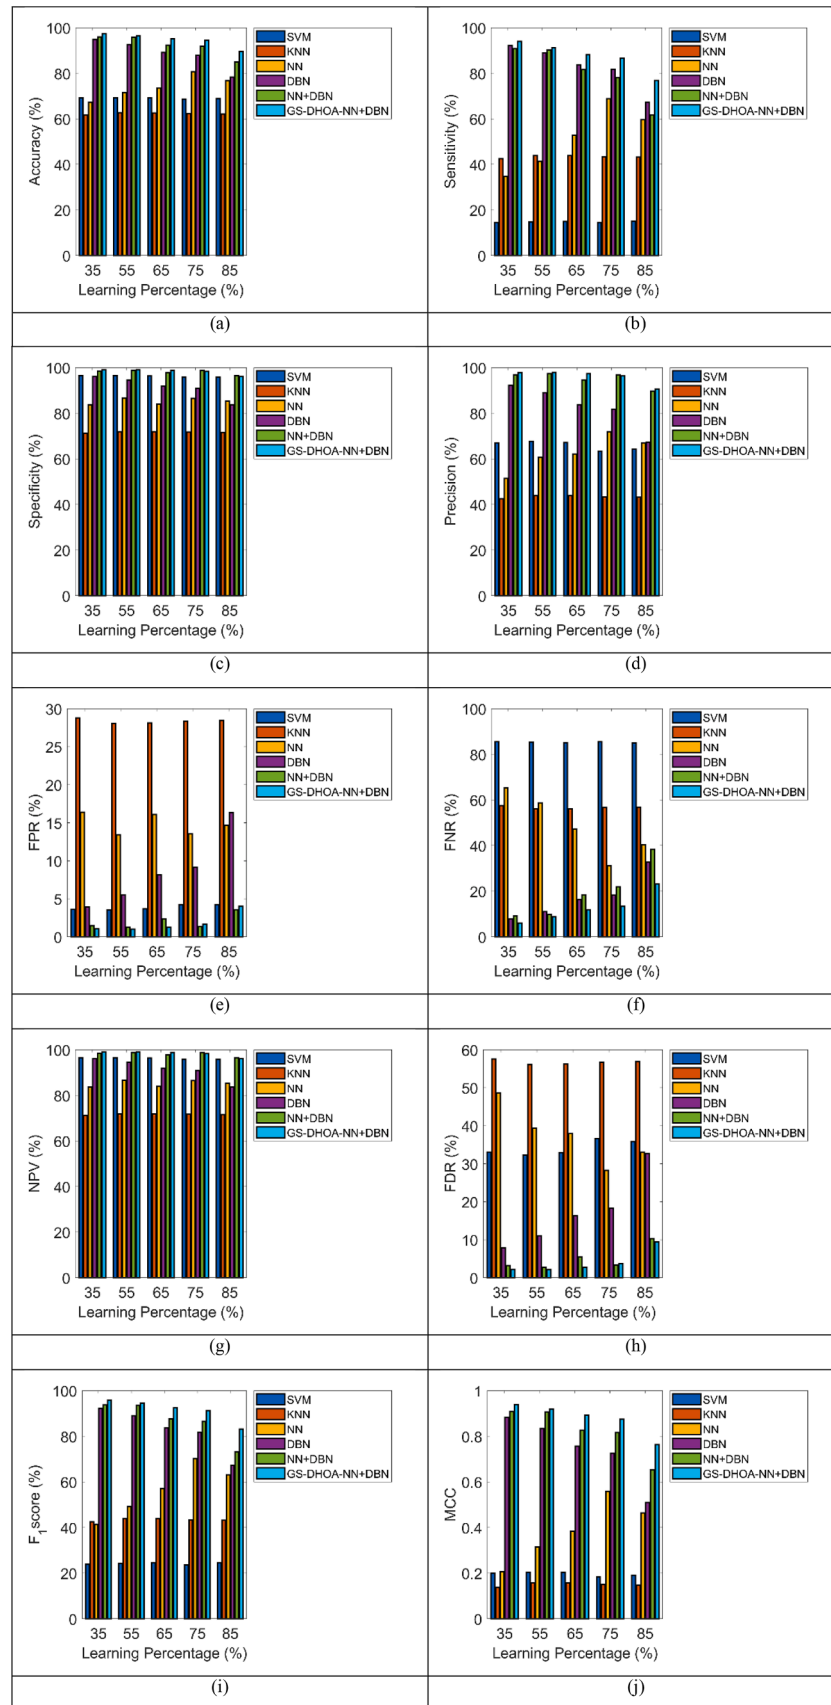 100
80
60
40
20
0
Accuracy (%)
35 55 65 75 85
Learning Percentage (%)
SVM
KNN
NN
DBN
NN+DBN
GS-DHOA-NN+DBN
(a)
100
80
60
40
20
0
Sensitivity (%)
35 55 65 75 85
Learning Percentage (%)
SVM
KNN
NN
DBN
NN+DBN
GS-DHOA-NN+DBN
(b)
100
80
60
40
20
0
Specificity (%)
35 55 65 75 85
Learning Percentage (%)
SVM
KNN
NN
DBN
NN+DBN
GS-DHOA-NN+DBN
(c)
100
80
60
40
20
0
Precision (%)
35 55 65 75 85
Learning Percentage (%)
SVM
KNN
NN
DBN
NN+DBN
GS-DHOA-NN+DBN
(d)
30
25
20
15
10
5
0
FPR (%)
35 55 65 75 85
Learning Percentage (%)
SVM
KNN
NN
DBN
NN+DBN
GS-DHOA-NN+DBN
(e)
100
80
60
40
20
0
FNR (%)
35 55 65 75 85
Learning Percentage (%)
SVM
KNN
NN
DBN
NN+DBN
GS-DHOA-NN+DBN
(f)
100
80
60
40
20
0
NPV (%)
35 55 65 75 85
Learning Percentage (%)
SVM
KNN
NN
DBN
NN+DBN
GS-DHOA-NN+DBN
(g)
60
50
40
30
20
10
0
FDR (%)
35 55 65 75 85
Learning Percentage (%)
SVM
KNN
NN
DBN
NN+DBN
GS-DHOA-NN+DBN
(h)
100
80
60
40
20
0
F1score (%)
35 55 65 75 85
Learning Percentage (%)
SVM
KNN
NN
DBN
NN+DBN
GS-DHOA-NN+DBN
(i)
1
0.8
0.6
0.4
0.2
0
MCC
35 55 65 75 85
Learning Percentage (%)
SVM
KNN
NN
DBN
NN+DBN
GS-DHOA-NN+DBN
(j)